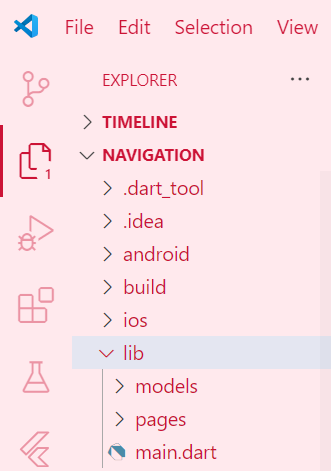 File Edit Selection View
EXPLORER ...
TIMELINE
1
NAVIGATION
.dart_tool
.idea
android
build
ios
lib
models
pages
main.dart